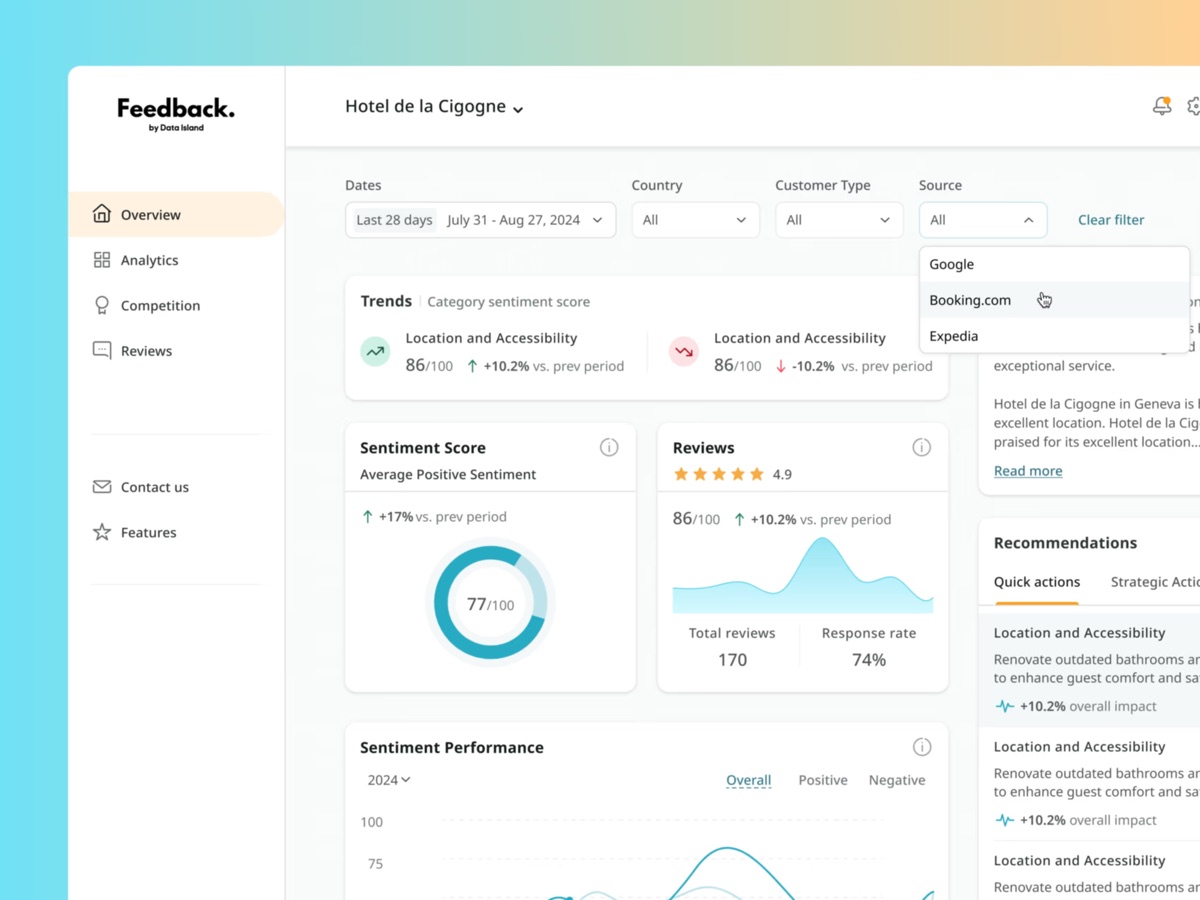 Feedback.
by Data Island
Overview
Analytics
Competition
Reviews
Contact us
Features
Hotel de la Cigogne
Dates
Last 28 days July 31 - Aug 27, 2024
Country
All
Customer Type
All
Source
All
Clear filter
Google
Booking.com
Expedia
Trends Category sentiment score
Location and Accessibility
86/100 +10.2% vs. prev period
Location and Accessibility
86/100 -10.2% vs. prev period
Sentiment Score
Average Positive Sentiment
+17% vs. prev period
77/100
Reviews
4.9
86/100 +10.2% vs. prev period
Total reviews
170
Response rate
74%
Sentiment Performance
2024
Overall Positive Negative
100
75
exceptional service.
Hotel de la Cigogne in Geneva is
excellent location. Hotel de la Cig
praised for its excellent location...
Read more
Recommendations
Quick actions Strategic Actio
Location and Accessibility
Renovate outdated bathrooms
to enhance guest comfort and
+10.2% overall impact
Location and Accessibility
Renovate outdated bathrooms
to enhance guest comfort and
+10.2% overall impact
Location and Accessibility
Renovate outdated bathrooms